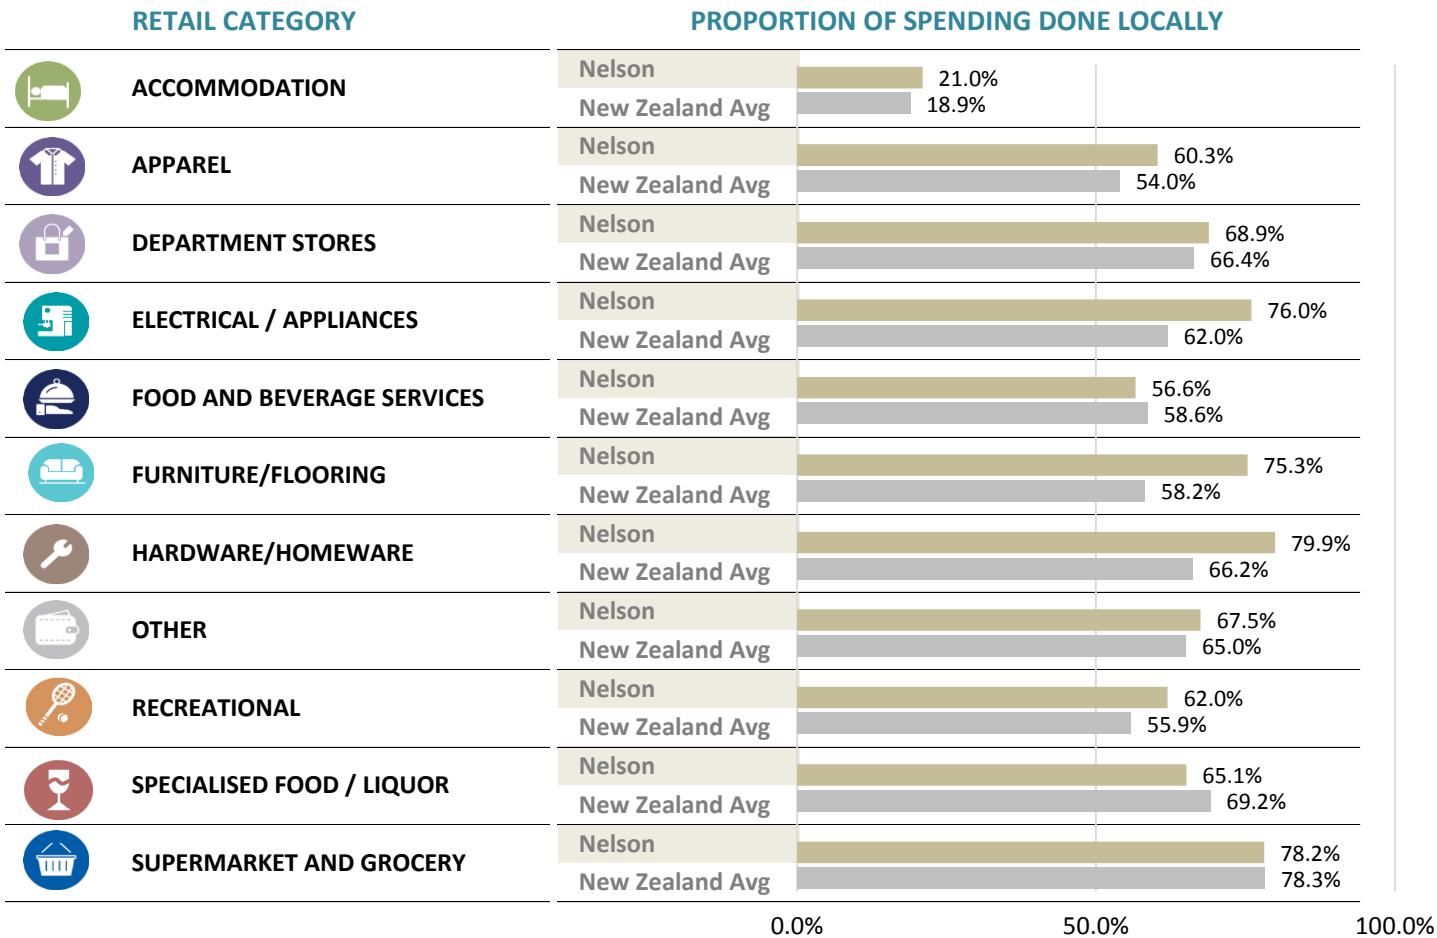 RETAIL CATEGORY PROPORTION OF SPENDING DONE LOCALLY
ACCOMMODATION
Nelson 21.0%
New Zealand Avg 18.9%
APPAREL
Nelson 60.3%
New Zealand Avg 54.0%
DEPARTMENT STORES
Nelson 68.9%
New Zealand Avg 66.4%
ELECTRICAL / APPLIANCES
Nelson 76.0%
New Zealand Avg 62.0%
FOOD AND BEVERAGE SERVICES
Nelson 56.6%
New Zealand Avg 58.6%
FURNITURE/FLOORING
Nelson 75.3%
New Zealand Avg 58.2%
HARDWARE/HOMEWARE
Nelson 79.9%
New Zealand Avg 66.2%
OTHER
Nelson 67.5%
New Zealand Avg 65.0%
RECREATIONAL
Nelson 62.0%
New Zealand Avg 55.9%
SPECIALISED FOOD / LIQUOR
Nelson 65.1%
New Zealand Avg 69.2%
SUPERMARKET AND GROCERY
Nelson 78.2%
New Zealand Avg 78.3%
0.0% 50.0% 100.0%